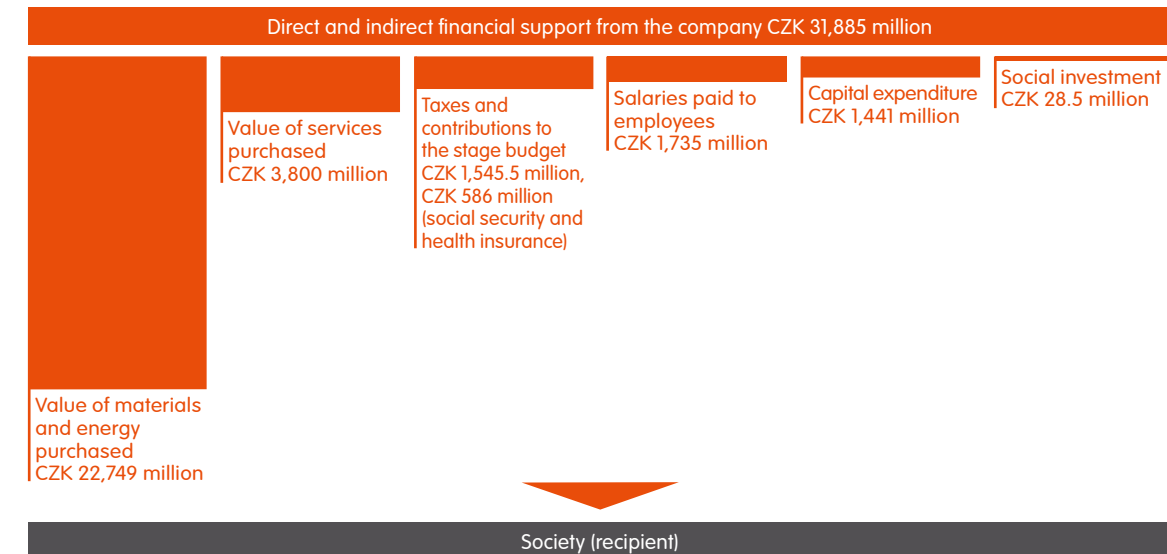 Direct and indirect financial support from the company CZK 31,885 million
Value of materials
and energy
purchased
CZK 22,749 million
Value of services
purchased
CZK 3,800 million
Taxes and
contributions to
the stage budget
CZK 1,545.5 million,
CZK 586 million
(social security and
health insurance)
Salaries paid to
employees
CZK 1,735 million
Capital expenditure
CZK 1,441 million
Social investment
CZK 28.5 million
Society (recipient)